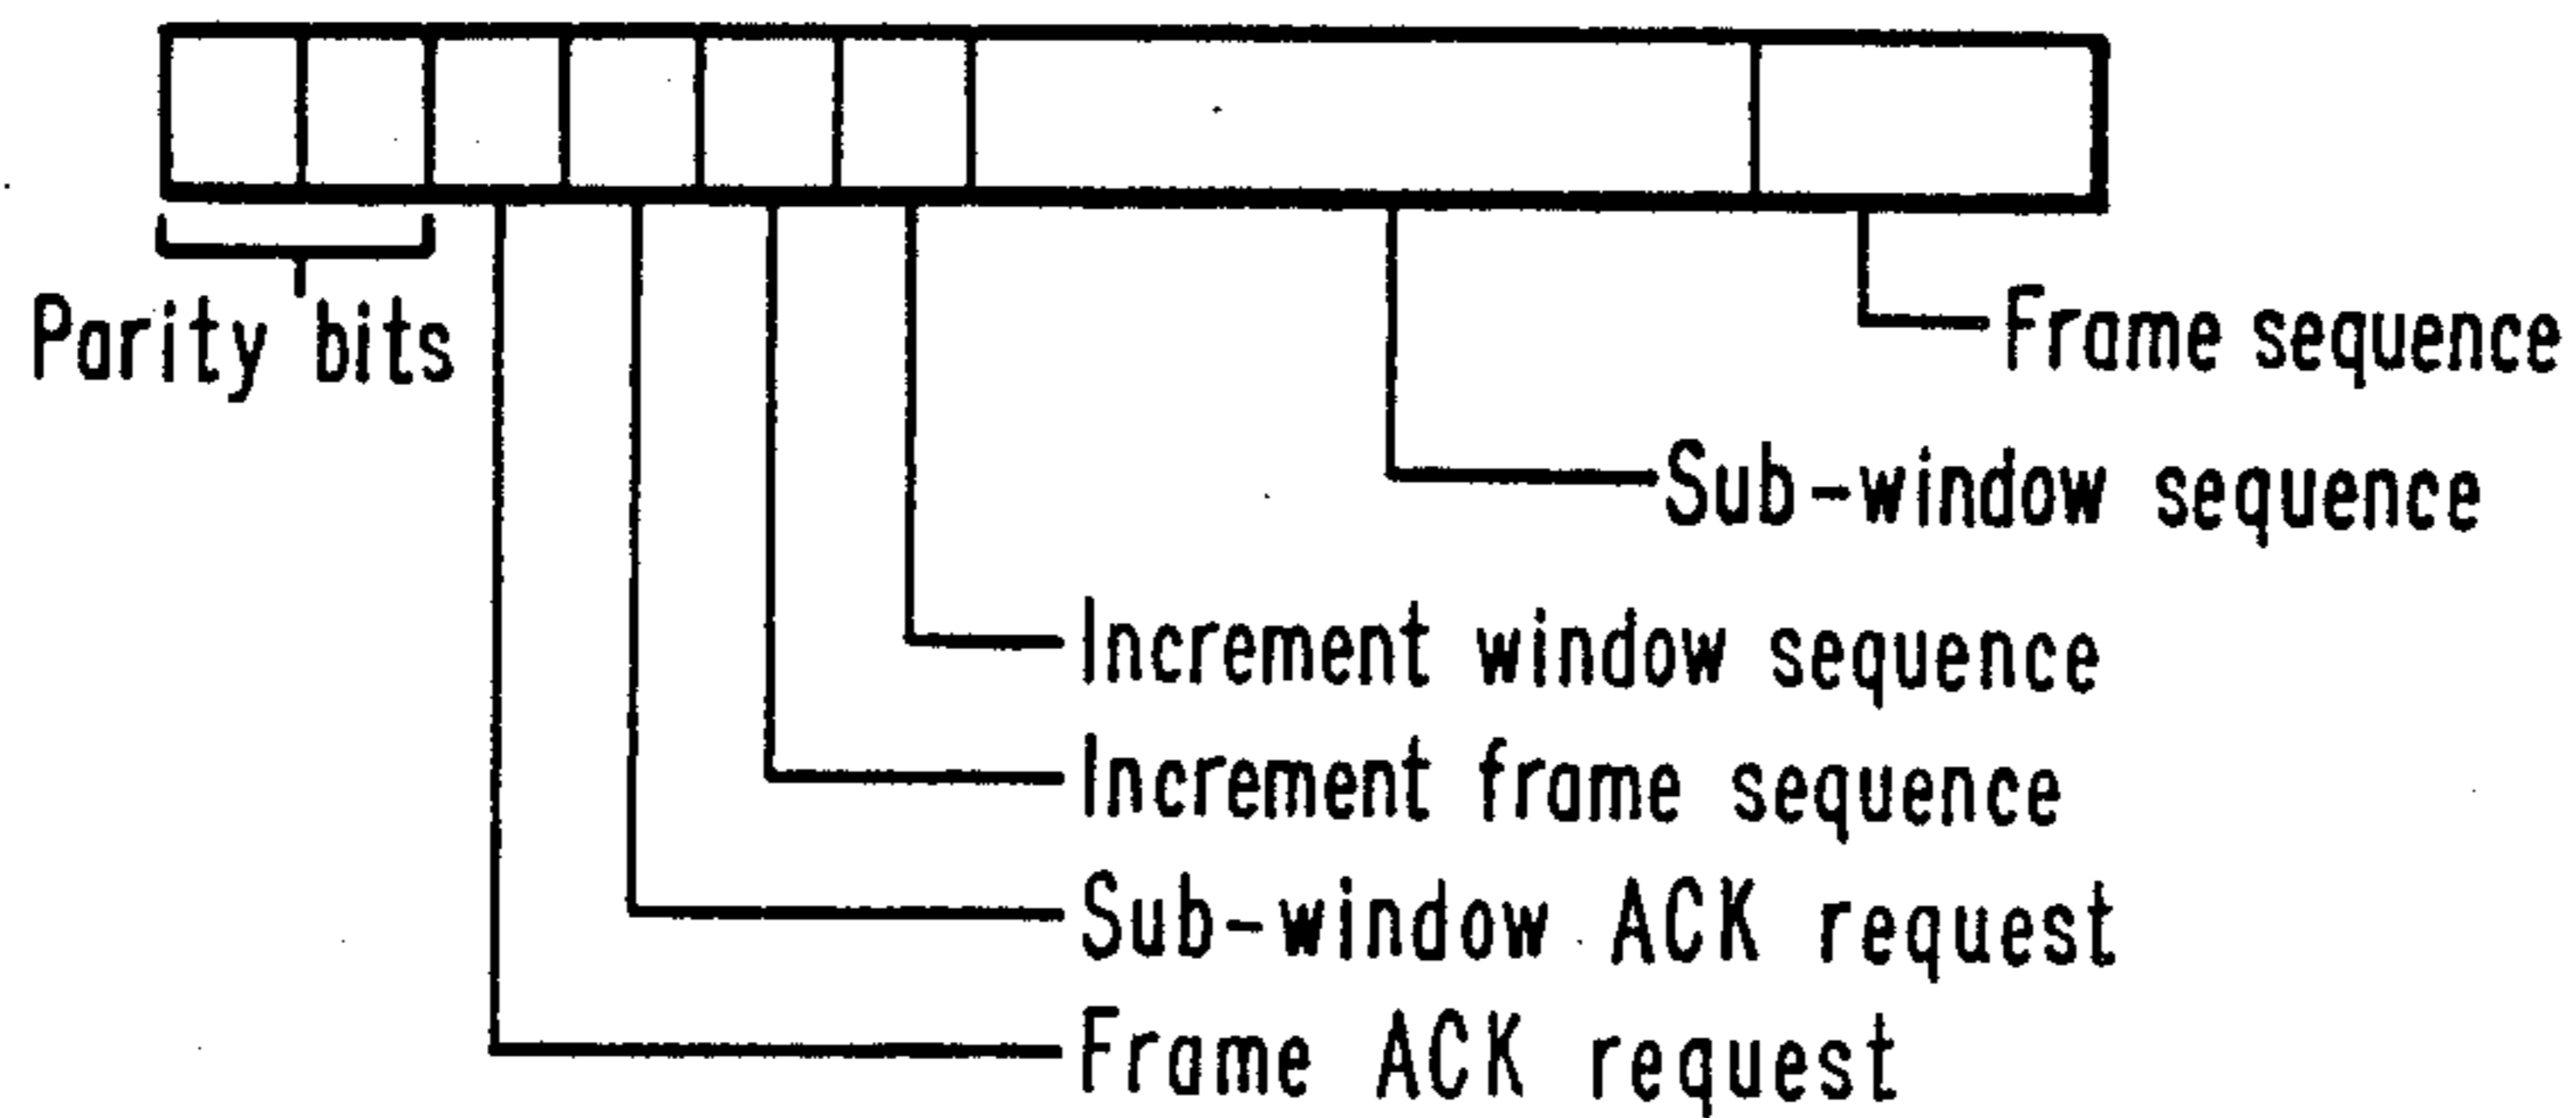 Parity bits
Frame sequence
Sub-window sequence
Increment window sequence
Increment frame sequence
Sub-window ACK request
Frame ACK request